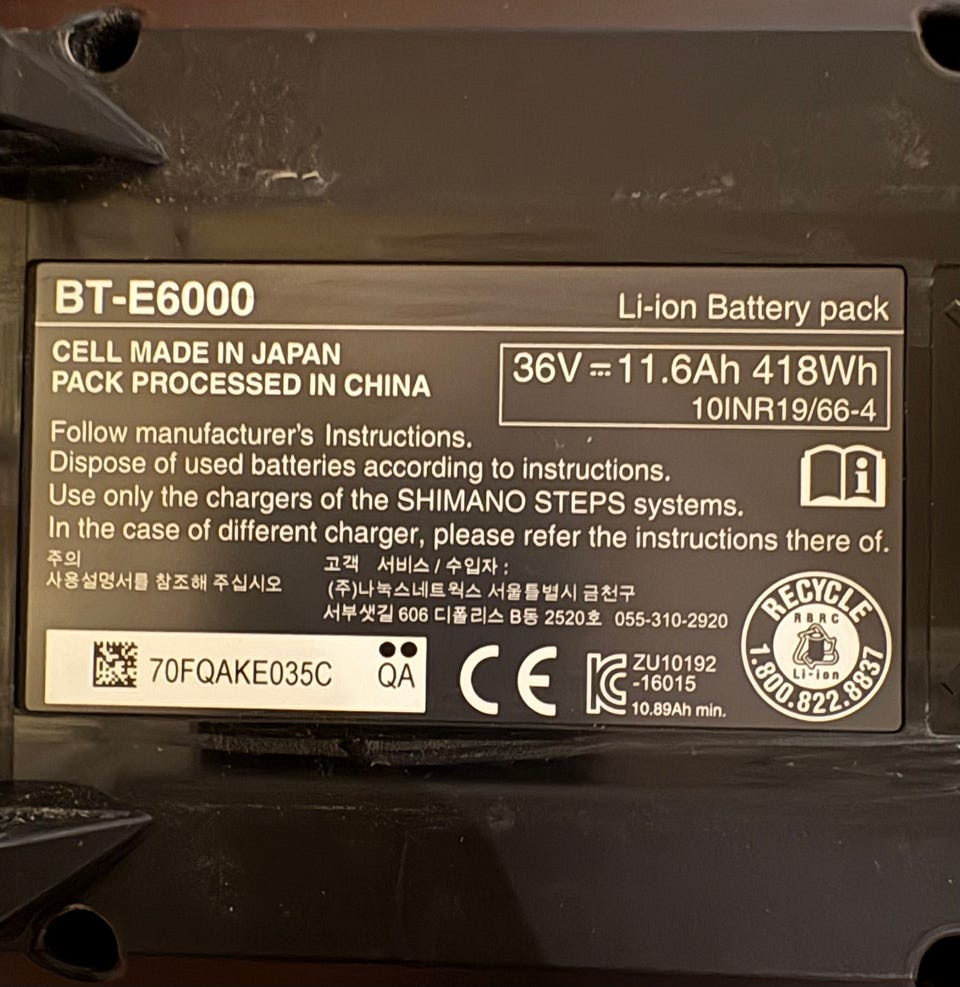 BT-E6000
Li-ion Battery pack
CELL MADE IN JAPAN
PACK PROCESSED IN CHINA
36V⎓11.6Ah 418Wh
10INR19/66-4
Follow manufacturer's Instructions.
Dispose of used batteries according to instructions.
Use only the chargers of the SHIMANO STEPS systems.
In the case of different charger, please refer the instructions there of.
주의
사용설명서를 참조해 주십시오
고객 서비스 / 수입자 :
(주)나눅스네트웍스 서울특별시 금천구
서부샛길 606 디폴리스 B동 2520호 055-310-2920
70FQAKE035C
QA
CE
KC
ZU10192
-16015
10.89Ah min.
RECYCLE
RBRC
Li-ion
1.800.822.8837